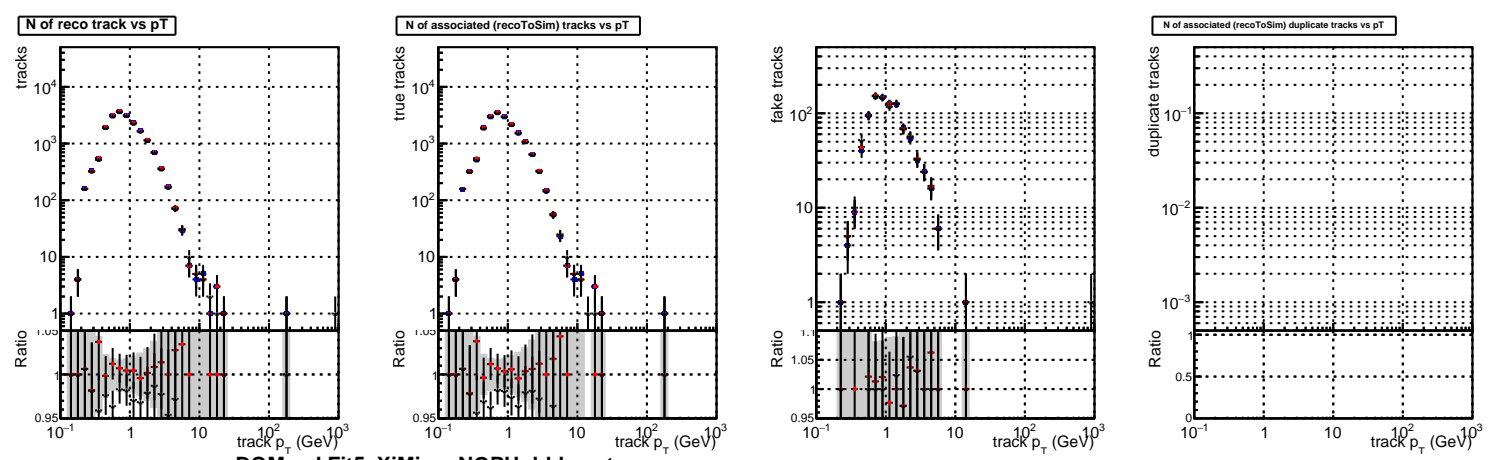 N of reco track vs pT
tracks
10^4
10^3
10^2
10
1
Ratio
1.05
1
0.95
10^-1 1 10 10^2 10^3
track p_T (GeV)
N of associated (recoToSim) tracks vs pT
true tracks
10^4
10^3
10^2
10
1
Ratio
1.05
1
0.95
10^-1 1 10 10^2 10^3
track p_T (GeV)
fake tracks
10^2
10
1
Ratio
1.1
1.05
1
0.95
10^-1 1 10 10^2 10^3
track p_T (GeV)
N of associated (recoToSim) duplicate tracks vs pT
duplicate tracks
10^-1
10^-2
10^-3
Ratio
1
0.5
0
10^-1 1 10 10^2 10^3
track p_T (GeV)